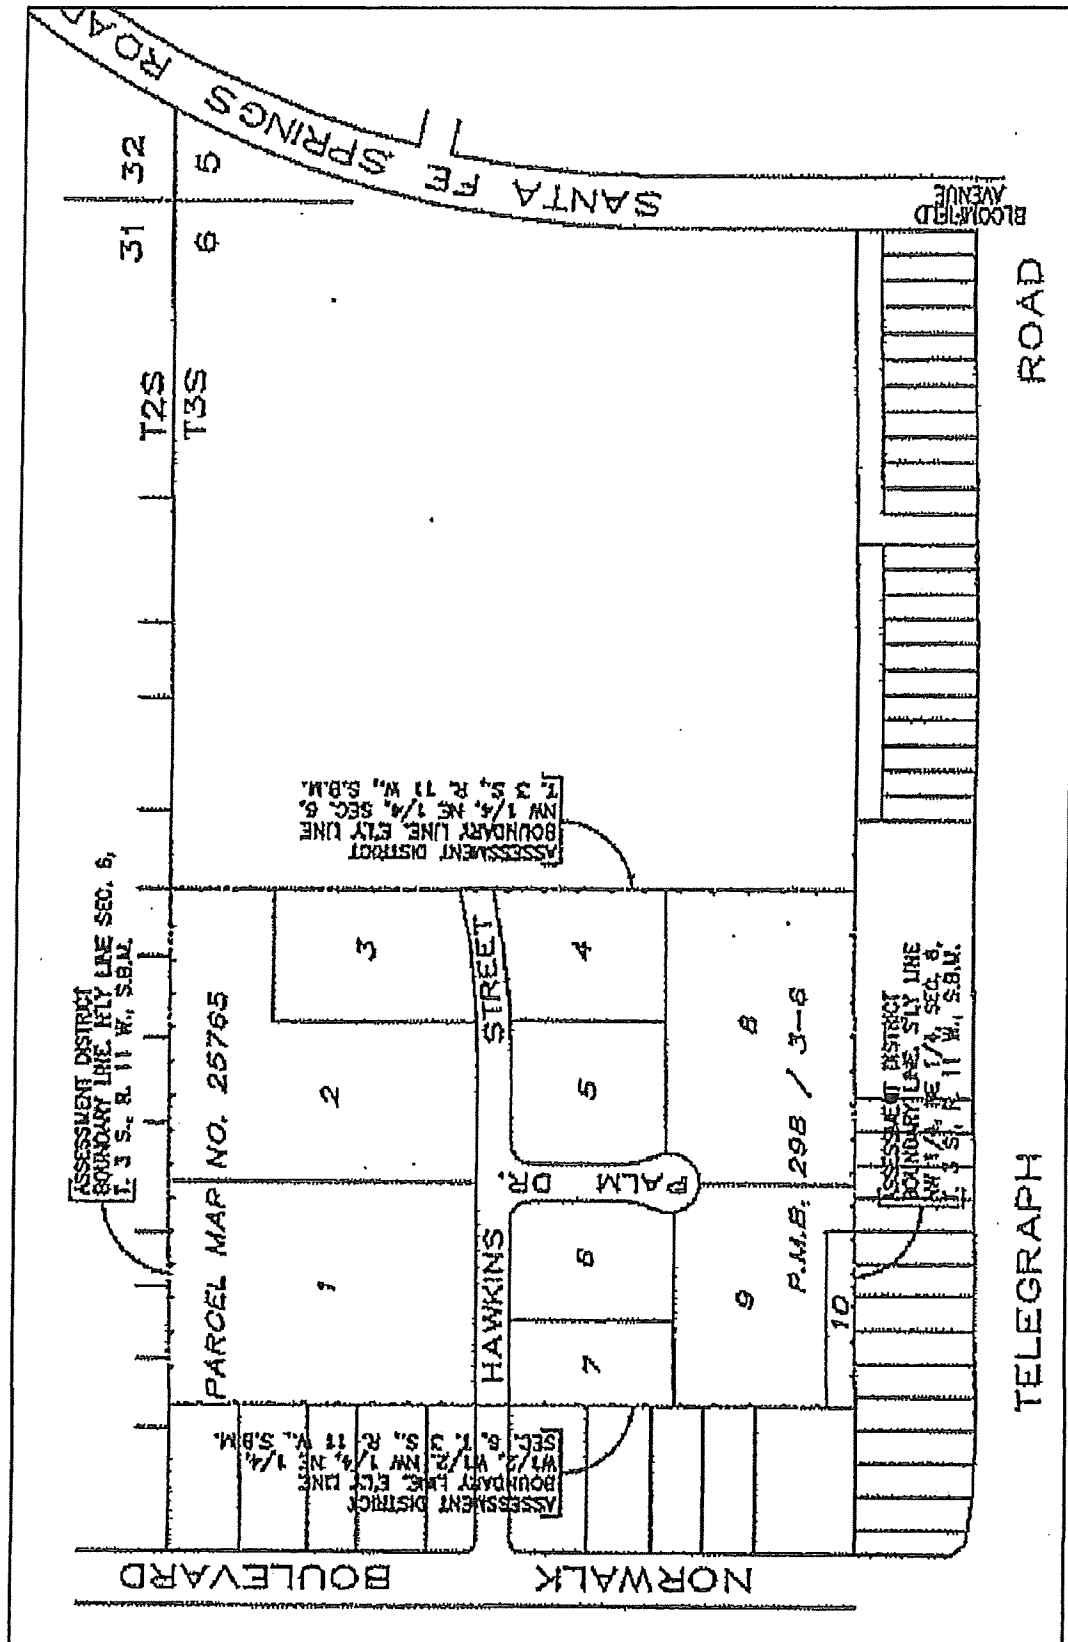 SANTA FE SPRINGS ROAD
31 32
6 5
T2S
T3S
BLOOMFIELD
AVENUE
ROAD
ASSESSMENT DISTRICT
BOUNDARY LINE, N'LY LINE SEC. 6,
T. 3 S., R. 11 W., S.B.M.
ASSESSMENT DISTRICT
BOUNDARY LINE, E'LY LINE
NW 1/4, NE 1/4, SEC. 6,
T. 3 S., R. 11 W., S.B.M.
PARCEL MAP NO. 25765
1
2
3
HAWKINS STREET
4
5
PALM
DR.
6
7
8
9
10
P.M.B. 298 / 3-6
ASSESSMENT DISTRICT
BOUNDARY LINE, E'LY LINE
W1/2, W1/2, NW 1/4, NE 1/4,
SEC. 6, T. 3 S., R. 11 W., S.B.M.
ASSESSMENT DISTRICT
BOUNDARY LINE, S'LY LINE
NW 1/4, NE 1/4, SEC. 6,
T. 3 S., R. 11 W., S.B.M.
NORWALK BOULEVARD
TELEGRAPH